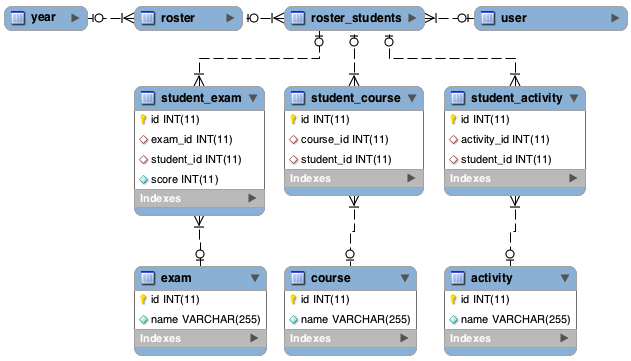 year
roster
roster_students
user
student_exam
id INT(11)
exam_id INT(11)
student_id INT(11)
score INT(11)
Indexes
student_course
id INT(11)
course_id INT(11)
student_id INT(11)
Indexes
student_activity
id INT(11)
activity_id INT(11)
student_id INT(11)
Indexes
exam
id INT(11)
name VARCHAR(255)
Indexes
course
id INT(11)
name VARCHAR(255)
Indexes
activity
id INT(11)
name VARCHAR(255)
Indexes